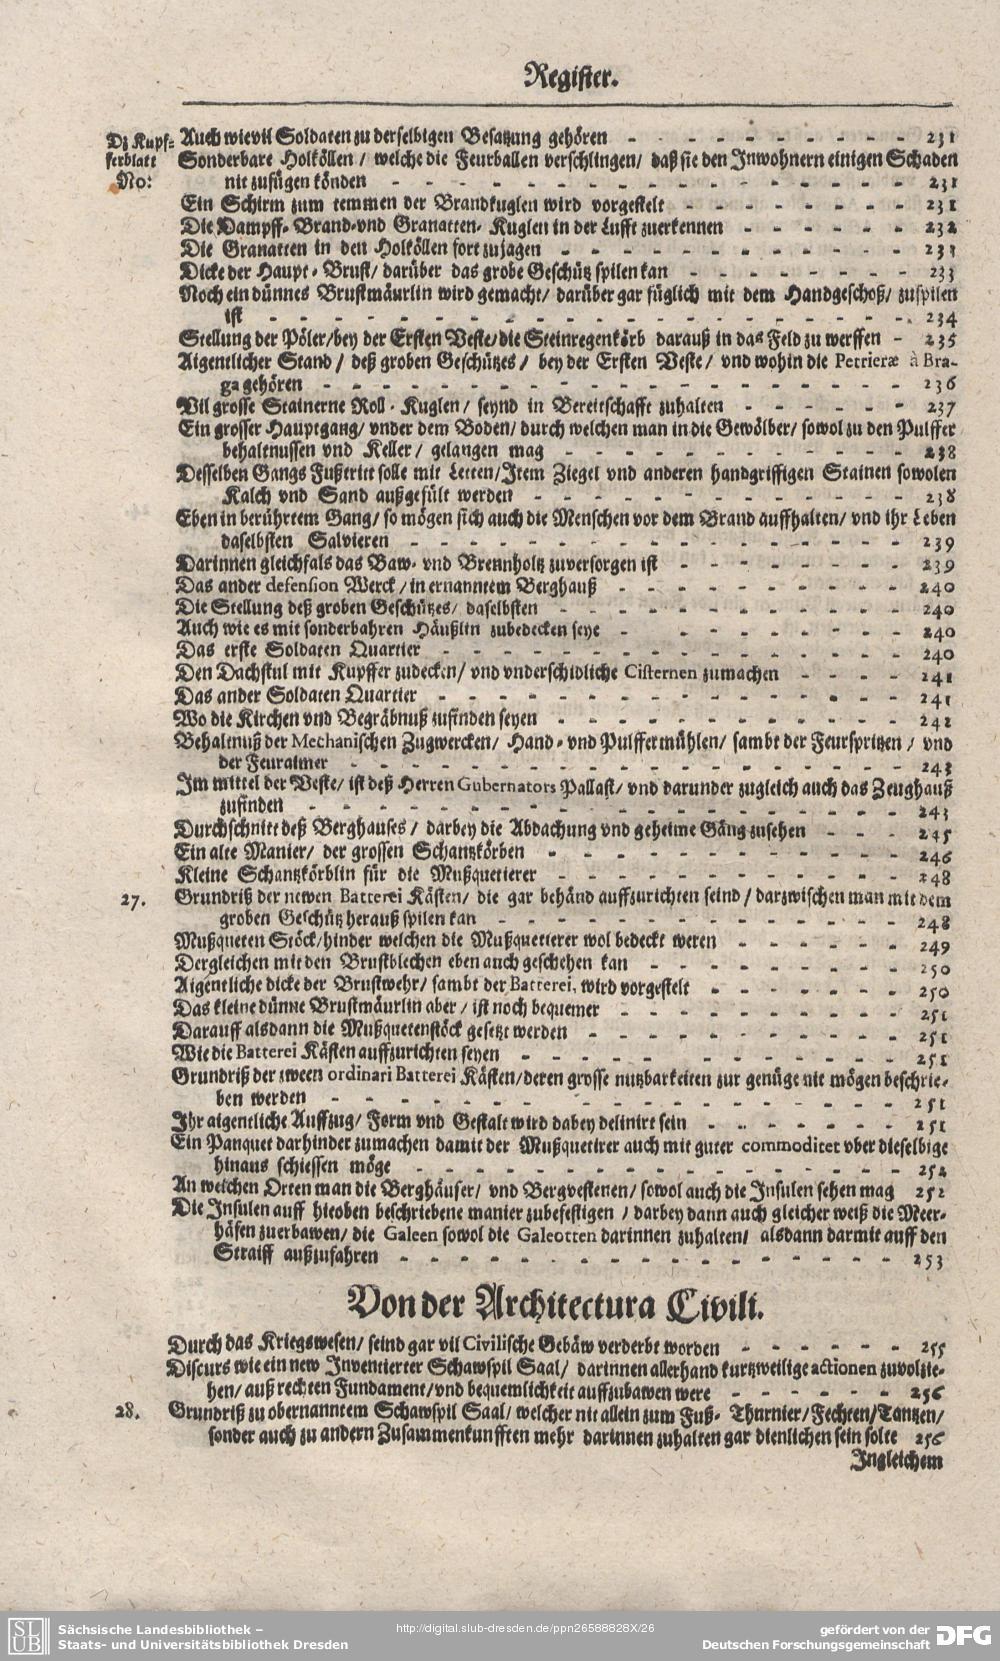 Register.
Dz Kupf-
ferblatt
No:
Auch wievil Soldaten zu derselbigen Besatzung gehören - - - - - - - - - 231
Sonderbare Holköllen / welche die Feurballen verschlingen / daß sie den Inwohnern einigen Schaden
nit zufügen könden - - - - - - - - - - - - - - 231
Ein Schirm zum temmen der Brandkuglen wird vorgestelt - - - - - - - 231
Die Dampff- Brand- vnd Granatten- Kuglen in der Lufft zuerkennen - - - - - - 232
Die Granatten in den Holköllen fort zu jagen - - - - - - - - - - - 233
Dicke der Haupt- Brust / darüber das grobe Geschütz spilen kan - - - - - - - 233
Noch ein dünnes Brustmäurlin wird gemacht / darüber gar füglich mit dem Handgeschoß / zuspilen
ist - - - - - - - - - - - - - - - - - - 234
Stellung der Pöler / bey der Ersten Veste / die Steinregenkörb darauß in das Feld zu werffen - 235
Aigentlicher Stand / deß groben Geschützes / bey der Ersten Veste / vnd wohin die Petrieræ à Bra-
ga gehören - - - - - - - - - - - - - - - - 236
Vil grosse Stainerne Roll- Kuglen / seynd in Bereitschafft zuhalten - - - - - - 237
Ein grosser Hauptgang / vnder dem Boden / durch welchen man in die Gewölber / sowol zu den Pulffer
behaltnussen vnd Keller / gelangen mag - - - - - - - - - - 238
Desselben Gangs Fußtritt solle mit Letten / Item Ziegel vnd anderen handgriffigen Stainen sowolen
Kalch vnd Sand außgefült werden - - - - - - - - - - 238
Eben in berührtem Gang / so mögen sich auch die Menschen vor dem Brand auffhalten / vnd ihr Leben
daselbsten Salvieren - - - - - - - - - - - - - - 239
Darinnen gleichfals das Baw- vnd Brennholtz zuversorgen ist - - - - - - - 239
Das ander defension Werck / in ernanntem Berghauß - - - - - - - - - 240
Die Stellung deß groben Geschützes / daselbsten - - - - - - - - - - - 240
Auch wie es mit sonderbahren Häußlin zubedecken seye - - - - - - - - 240
Das erste Soldaten Quartier - - - - - - - - - - - - - - 240
Den Dachstul mit Kupffer zudecken / vnd vnderschidliche Cisternen zumachen - - - - 241
Das ander Soldaten Quartier - - - - - - - - - - - - - - 241
Wo die Kirchen vnd Begräbnuß zufinden seyen - - - - - - - - - - 242
Behaltnuß der Mechanischen Zugwercken / Hand- vnd Pulffermühlen / sambt der Feurspritzen / vnd
der Feuraimer - - - - - - - - - - - - - - - 243
Im mittel der Veste / ist deß Herren Gubernators Pallast / vnd darunder zugleich auch das Zeughauß
zufinden - - - - - - - - - - - - - - - - 243
Durchschnitt deß Berghauses / darbey die Abdachung vnd geheime Gäng zusehen - - - 245
Ein alte Manier / der grossen Schantzkörben - - - - - - - - - - - 246
Kleine Schantzkörblin für die Mußquetierer - - - - - - - - - - - 248
27.
Grundriß der newen Batterei Kästen / die gar behänd auffzurichten seind / darzwischen man mit dem
groben Geschütz herauß spilen kan - - - - - - - - - - - - 248
Mußqueten Stöck / hinder welchen die Mußquetierer wol bedeckt weren - - - - - - 249
Dergleichen mit den Brustblechen eben auch geschehen kan - - - - - - - - 250
Aigentliche dicke der Brustwehr / sambt der Batterei, wird vorgestelt - - - - - - 250
Das kleine dünne Brustmäurlin aber / ist noch bequemer - - - - - - - - 251
Darauff alsdann die Mußquetenstöck gesetzt werden - - - - - - - - - 251
Wie die Batterei Kästen auffzurichten seyen - - - - - - - - - - - 251
Grundriß der zween ordinari Batterei Kästen / deren grosse nutzbarkeiten zur genüge nit mögen beschrie-
ben werden - - - - - - - - - - - - - - - - 251
Ihr aigentliche Auffzug / Form vnd Gestalt wird dabey delinirt sein - - - - - - 251
Ein Panquet darhinder zumachen damit der Mußquetirer auch mit guter commoditet vber dieselbige
hinaus schiessen möge - - - - - - - - - - - - - - 252
An welchen Orten man die Berghäuser / vnd Bergvestenen / sowol auch die Insulen sehen mag 252
Die Insulen auff hieoben beschriebene manier zubefestigen / darbey dann auch gleicher weiß die Meer-
häfen zuerbawen / die Galeen sowol die Galeotten darinnen zuhalten / alsdann darmit auff den
Straiff außzufahren - - - - - - - - - - - - - - 253
Von der Architectura Civili.
Durch das Kriegswesen / seind gar vil Civilische Gebäw verderbt worden - - - - - - 255
Discurs wie ein new Inventierter Schawspil Saal / darinnen allerhand kurtzweilige actionen zuvolzie-
hen / auß rechten Fundament / vnd bequemlichkeit auffzubawen were - - - - - - 256
28.
Grundriß zu obernanntem Schawspil Saal / welcher nit allein zum Fuß- Thurnier / Fechten / Tantzen /
sonder auch zu andern Zusammenkunfften mehr darinnen zuhalten gar dienlichen sein solte 256
Ingleichem
SLUB
Sächsische Landesbibliothek –
Staats- und Universitätsbibliothek Dresden
http://digital.slub-dresden.de/ppn26588828X/26
gefördert von der
Deutschen Forschungsgemeinschaft
DFG